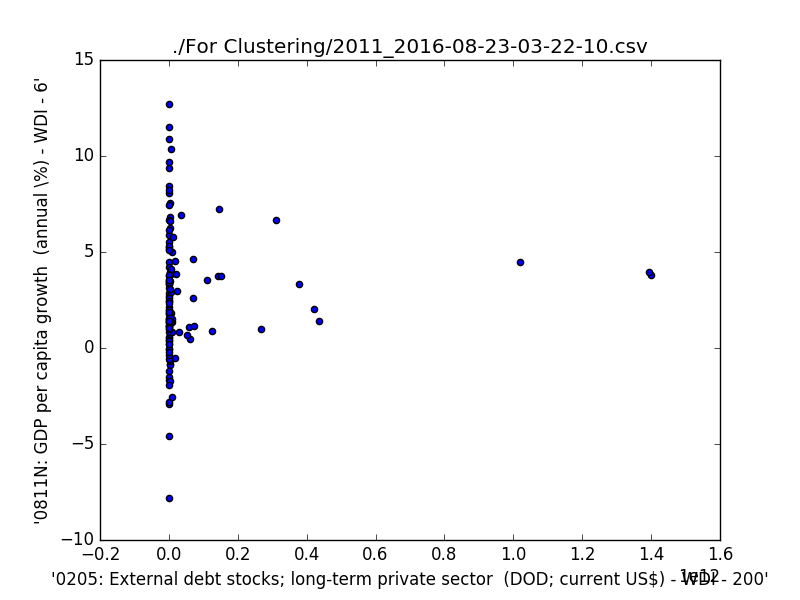 ./For Clustering/2011_2016-08-23-03-22-10.csv
'0811N: GDP per capita growth  (annual \%) - WDI - 6'
15
10
5
0
−5
−10
−0.2 0.0 0.2 0.4 0.6 0.8 1.0 1.2 1.4 1.6
1e12
'0205: External debt stocks; long-term private sector  (DOD; current US$) - WDI - 200'